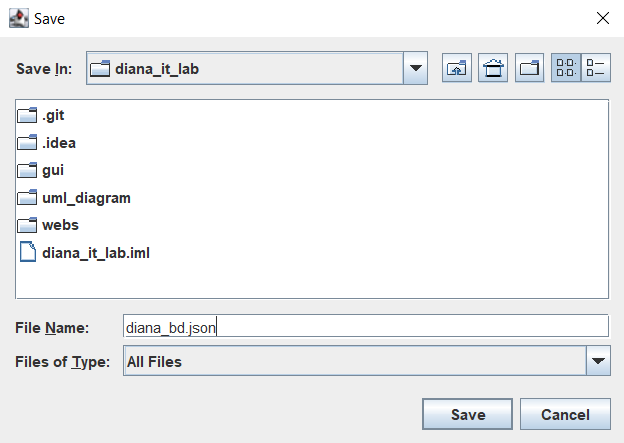 Save
Save In: diana_it_lab
.git
.idea
gui
uml_diagram
webs
diana_it_lab.iml
File Name: diana_bd.json
Files of Type: All Files
Save Cancel